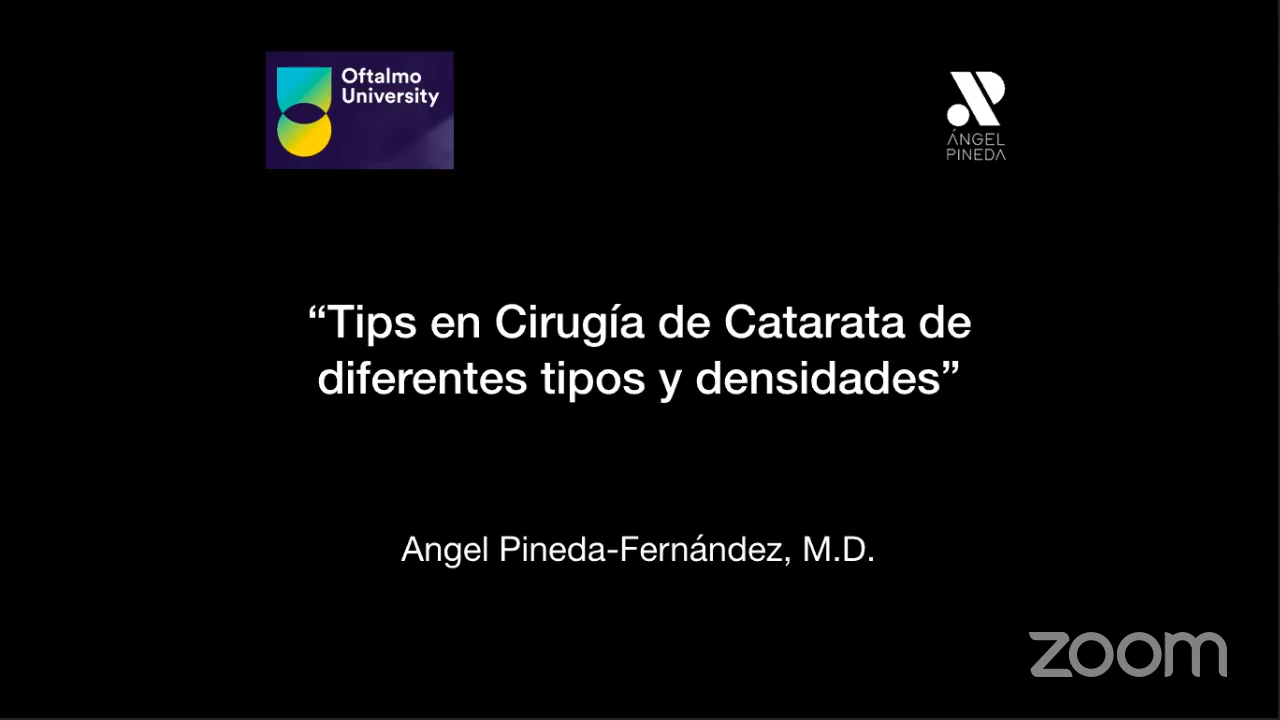 Oftalmo
University
ÁNGEL
PINEDA
“Tips en Cirugía de Catarata de
diferentes tipos y densidades”
Angel Pineda-Fernández, M.D.
zoom